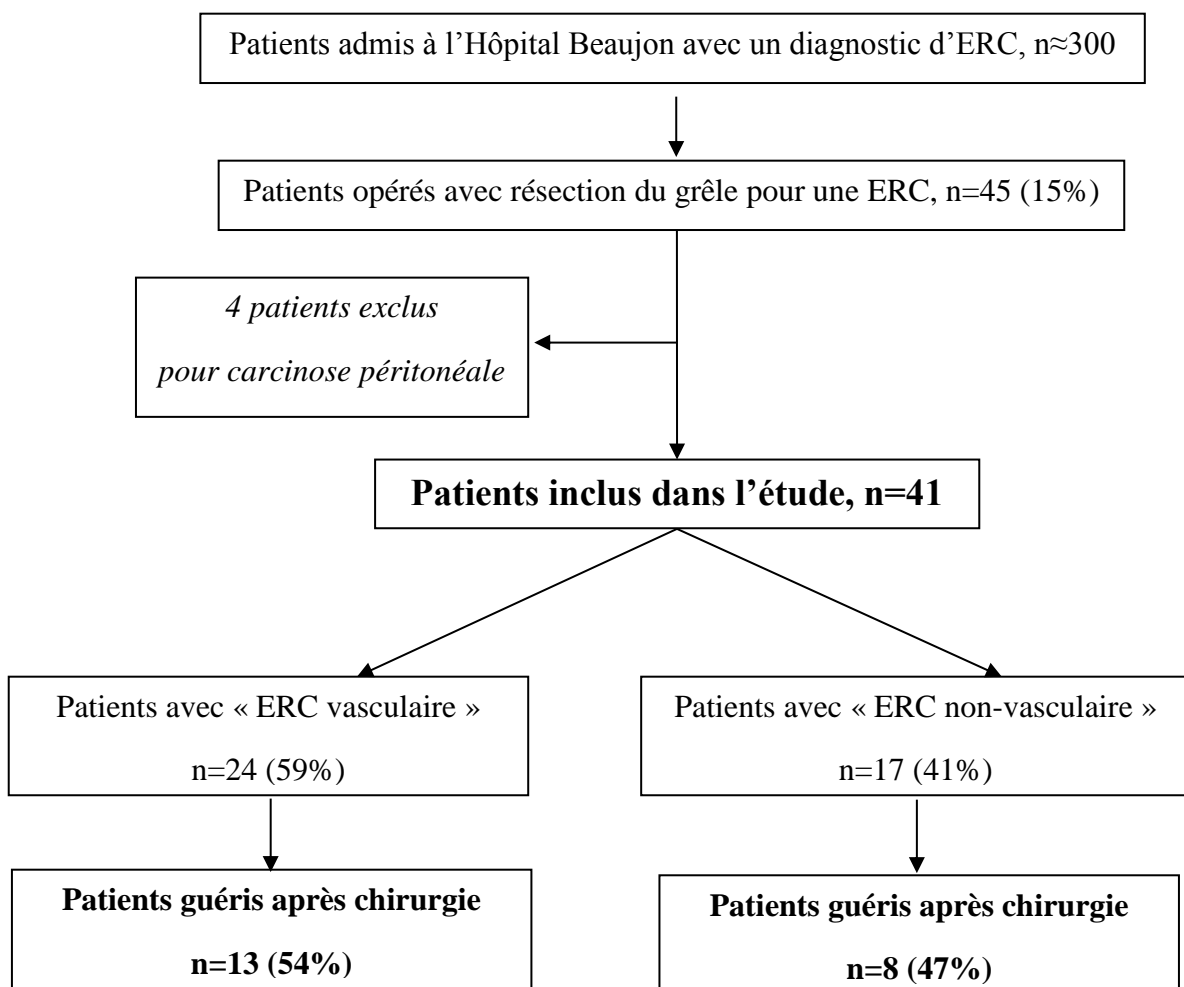 Patients admis à l’Hôpital Beaujon avec un diagnostic d’ERC, n≈300
Patients opérés avec résection du grêle pour une ERC, n=45 (15%)
4 patients exclus
pour carcinose péritonéale
Patients inclus dans l’étude, n=41
Patients avec « ERC vasculaire »
n=24 (59%)
Patients avec « ERC non-vasculaire »
n=17 (41%)
Patients guéris après chirurgie
n=13 (54%)
Patients guéris après chirurgie
n=8 (47%)